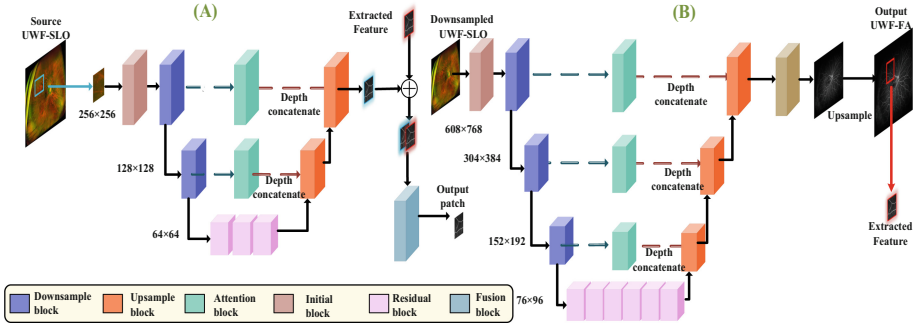 (A)
Source
UWF-SLO
256×256
128×128
64×64
Depth
concatenate
Depth
concatenate
Extracted
Feature
Output
patch
(B)
Downsampled
UWF-SLO
608×768
304×384
152×192
76×96
Depth
concatenate
Depth
concatenate
Depth
concatenate
Upsample
Output
UWF-FA
Extracted
Feature
Downsample
block
Upsample
block
Attention
block
Initial
block
Residual
block
Fusion
block